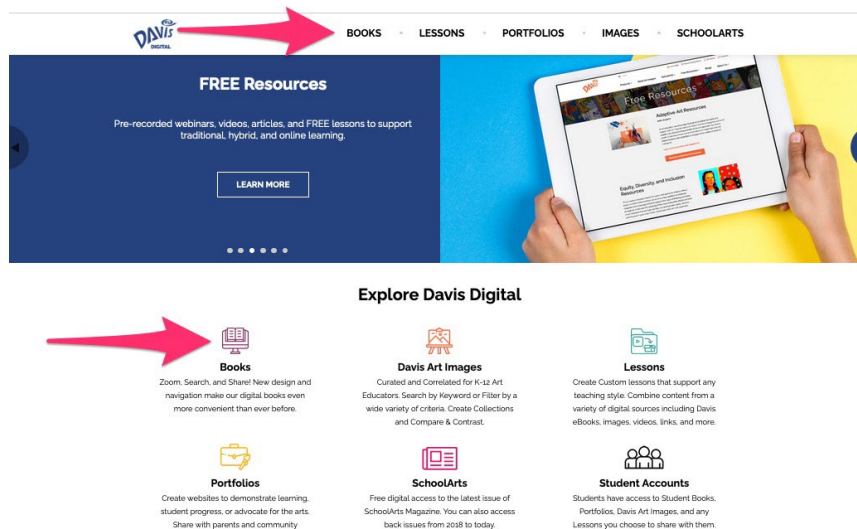 DAVIS
DIGITAL
BOOKS
LESSONS
PORTFOLIOS
IMAGES
SCHOOLARTS
FREE Resources
Pre-recorded webinars, videos, articles, and FREE lessons to support
traditional, hybrid, and online learning.
LEARN MORE
Free Resources
Adaptive Art Resources
Equity, Diversity, and Inclusion
Resources
Explore Davis Digital
Books
Zoom, Search, and Share! New design and
navigation make our digital books even
more convenient than ever before.
Davis Art Images
Curated and Correlated for K-12 Art
Educators. Search by Keyword or Filter by a
wide variety of criteria. Create Collections
and Compare & Contrast.
Lessons
Create Custom lessons that support any
teaching style. Combine content from a
variety of digital sources including Davis
eBooks, images, videos, links, and more.
Portfolios
Create websites to demonstrate learning,
student progress, or advocate for the arts.
Share with parents and community
SchoolArts
Free digital access to the latest issue of
SchoolArts Magazine. You can also access
back issues from 2018 to today.
Student Accounts
Students have access to Student Books,
Portfolios, Davis Art Images, and any
Lessons you choose to share with them.